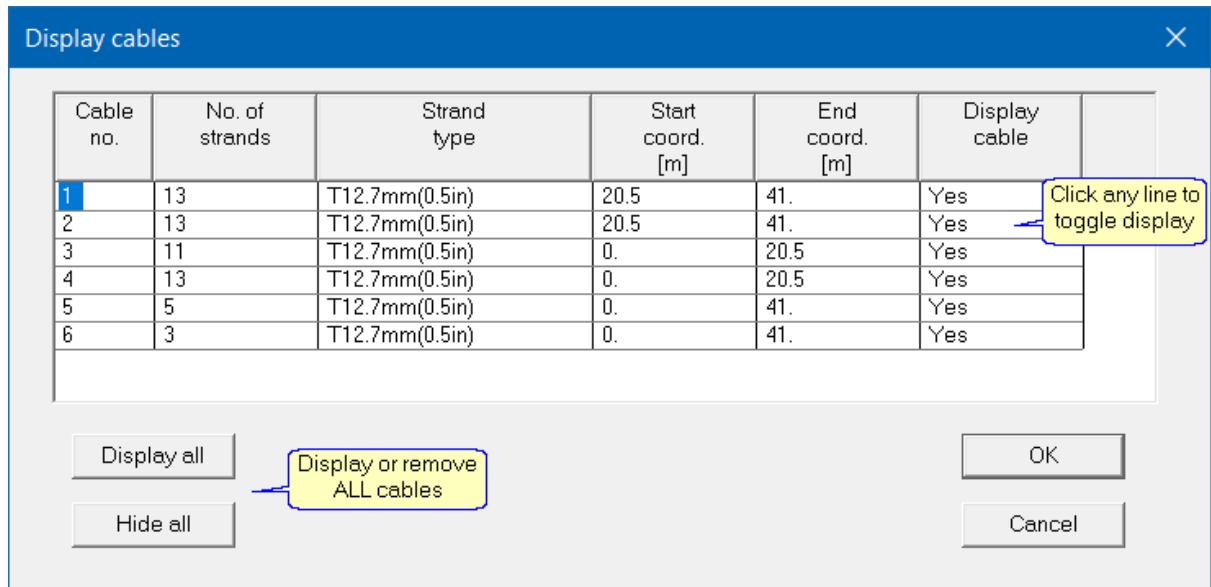 Display cables
Cable no. No. of strands Strand type Start coord. [m] End coord. [m] Display cable
1 13 T12.7mm(0.5in) 20.5 41. Yes
2 13 T12.7mm(0.5in) 20.5 41. Yes
3 11 T12.7mm(0.5in) 0. 20.5 Yes
4 13 T12.7mm(0.5in) 0. 20.5 Yes
5 5 T12.7mm(0.5in) 0. 41. Yes
6 3 T12.7mm(0.5in) 0. 41. Yes
Click any line to
toggle display
Display all
Hide all
Display or remove
ALL cables
OK
Cancel